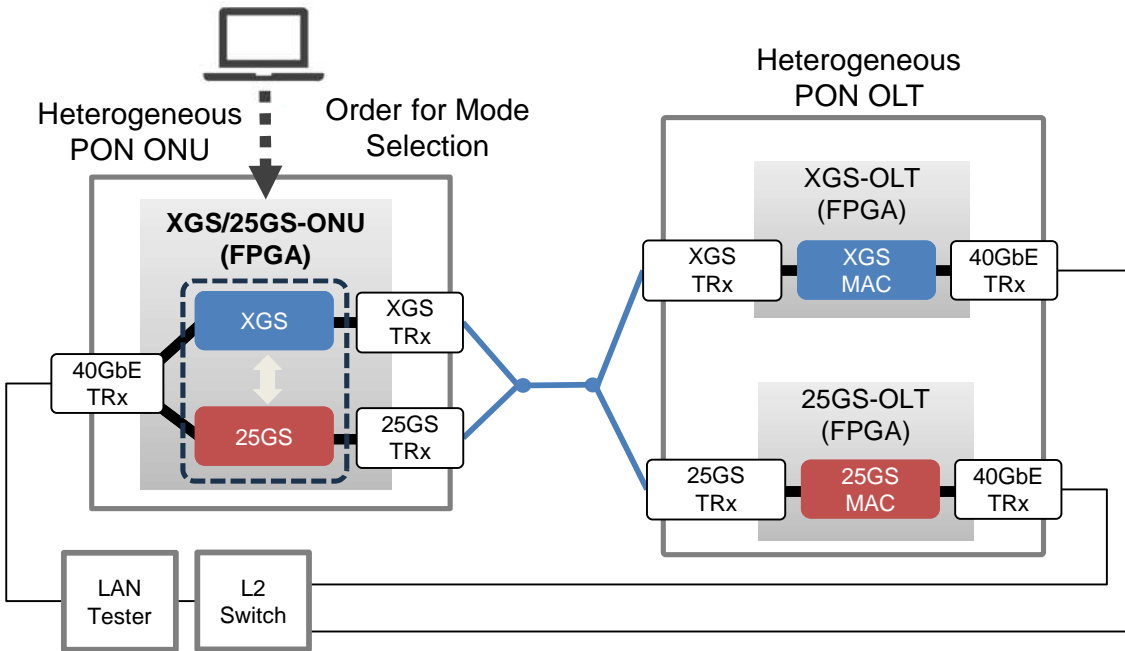 Heterogeneous
PON ONU
Order for Mode
Selection
XGS/25GS-ONU
(FPGA)
XGS
25GS
40GbE
TRx
XGS
TRx
25GS
TRx
Heterogeneous
PON OLT
XGS-OLT
(FPGA)
XGS
TRx
XGS
MAC
40GbE
TRx
25GS-OLT
(FPGA)
25GS
TRx
25GS
MAC
40GbE
TRx
LAN
Tester
L2
Switch